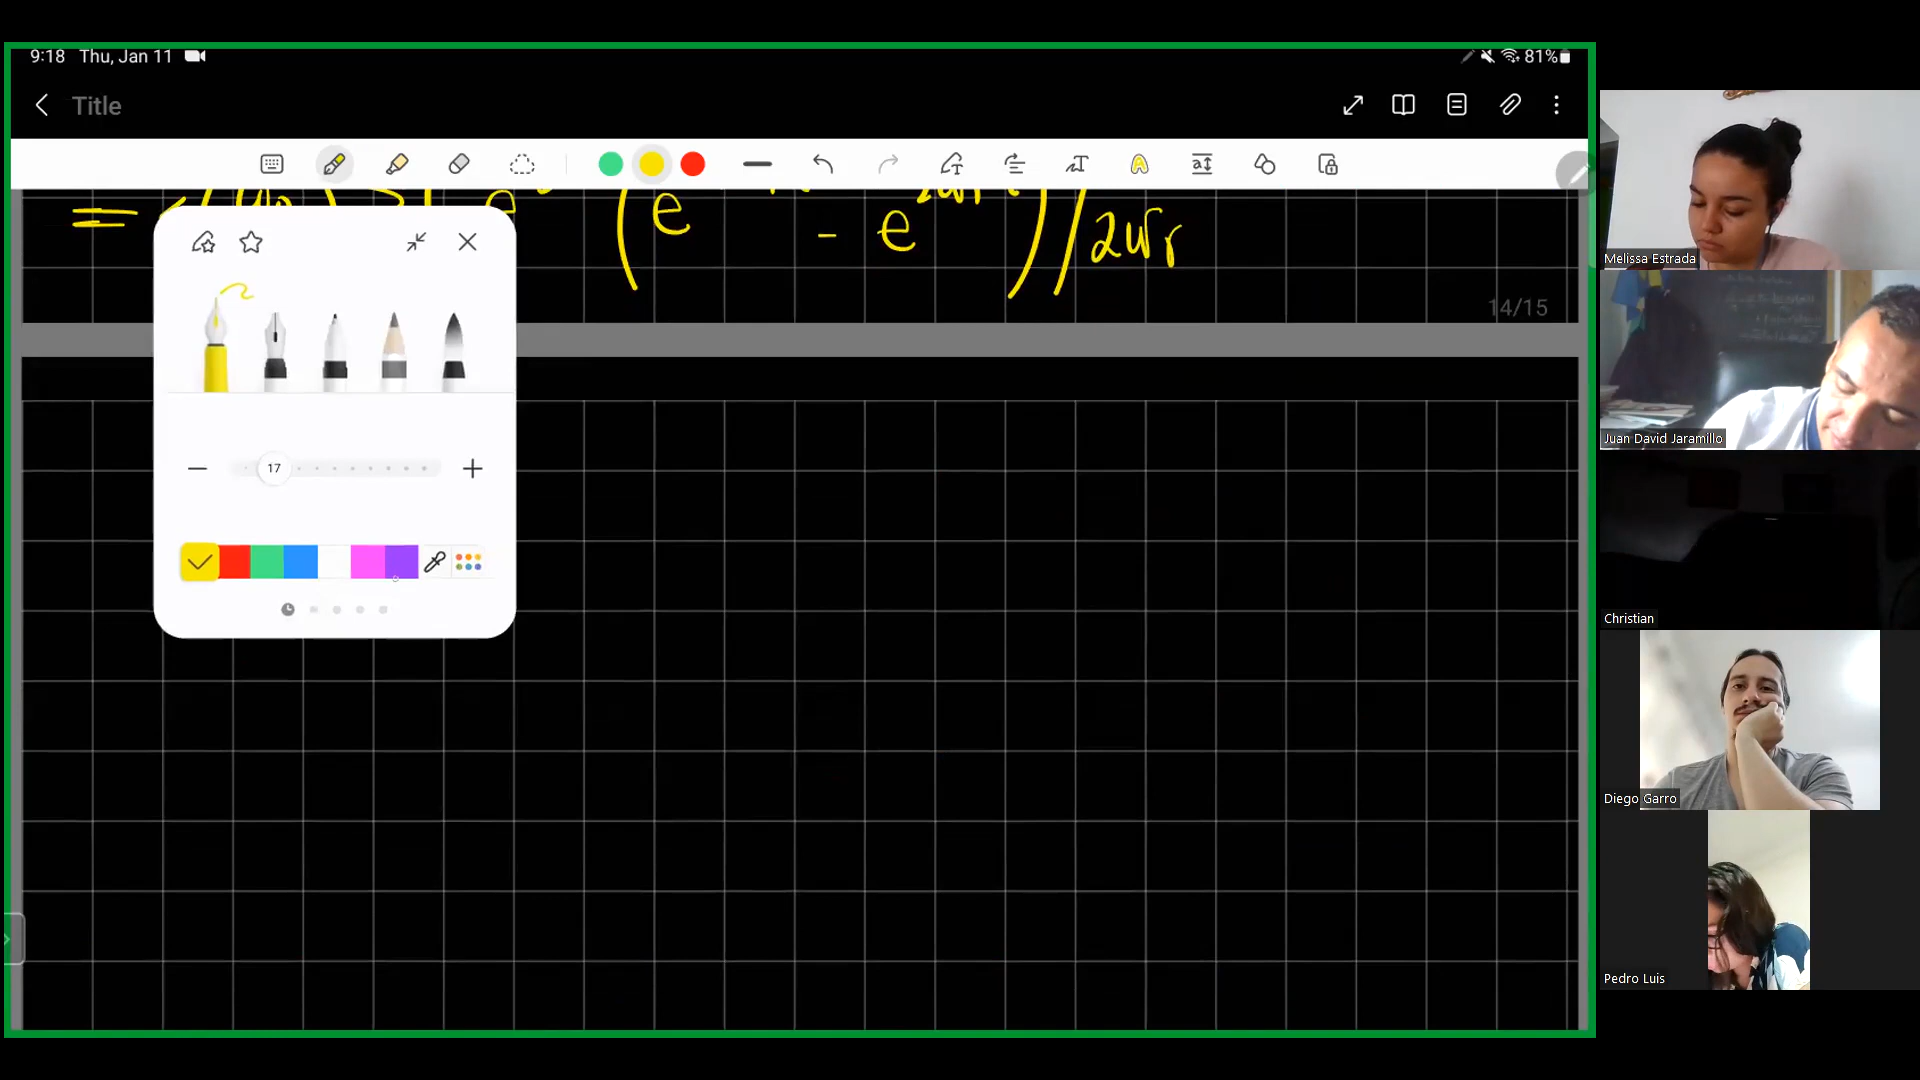 9:18 Thu, Jan 11 81%
Title
= e ( e - e ) / 2ωr
14/15
17
Melissa Estrada
Juan David Jaramillo
Christian
Diego Garro
Pedro Luis